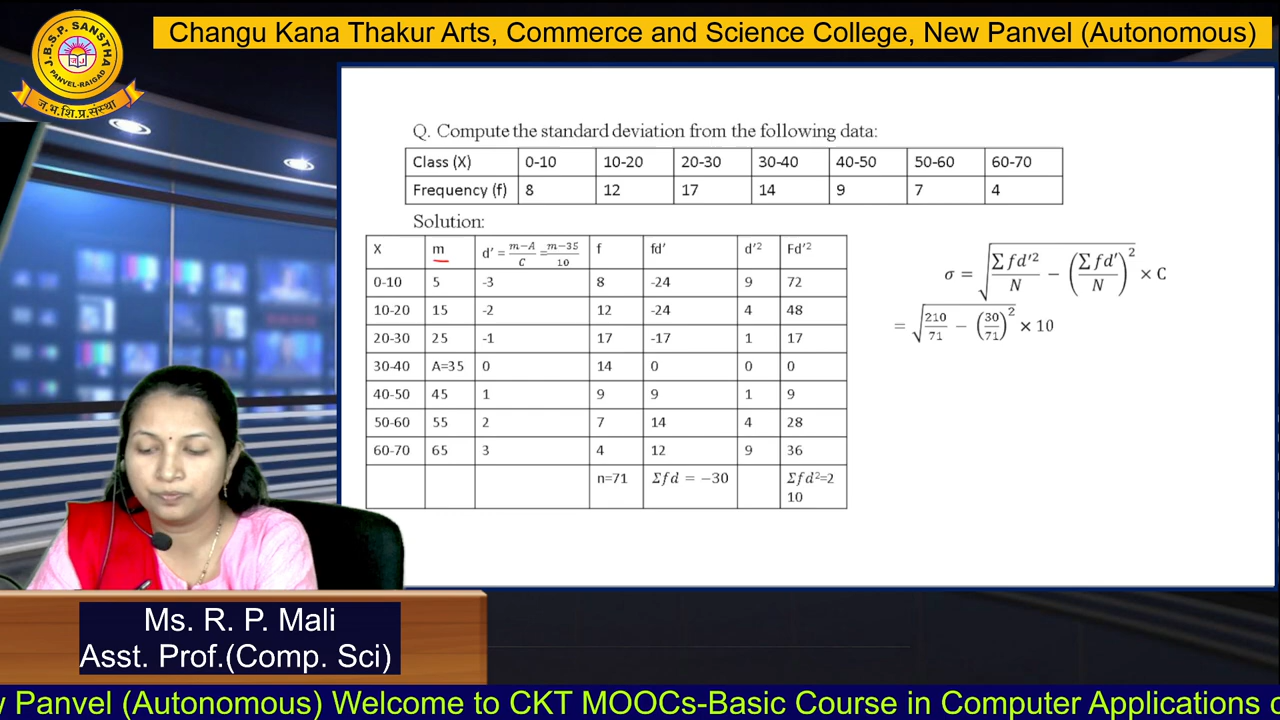 Changu Kana Thakur Arts, Commerce and Science College, New Panvel (Autonomous)
J.B.S.P. SANSTHA
PANVEL-RAIGAD
ज.भ.शि.प्र.संस्था
Q. Compute the standard deviation from the following data:
Class (X) 0-10 10-20 20-30 30-40 40-50 50-60 60-70
Frequency (f) 8 12 17 14 9 7 4
Solution:
X m d′ = (m−A)/C = (m−35)/10 f fd′ d′² Fd′²
0-10 5 -3 8 -24 9 72
10-20 15 -2 12 -24 4 48
20-30 25 -1 17 -17 1 17
30-40 A=35 0 14 0 0 0
40-50 45 1 9 9 1 9
50-60 55 2 7 14 4 28
60-70 65 3 4 12 9 36
n=71 Σfd = −30 Σfd²=2
10
σ = √(∑fd′²/N − (∑fd′/N)²) × C
= √(210/71 − (30/71)²) × 10
Ms. R. P. Mali
Asst. Prof.(Comp. Sci)
Panvel (Autonomous) Welcome to CKT MOOCs-Basic Course in Computer Applications